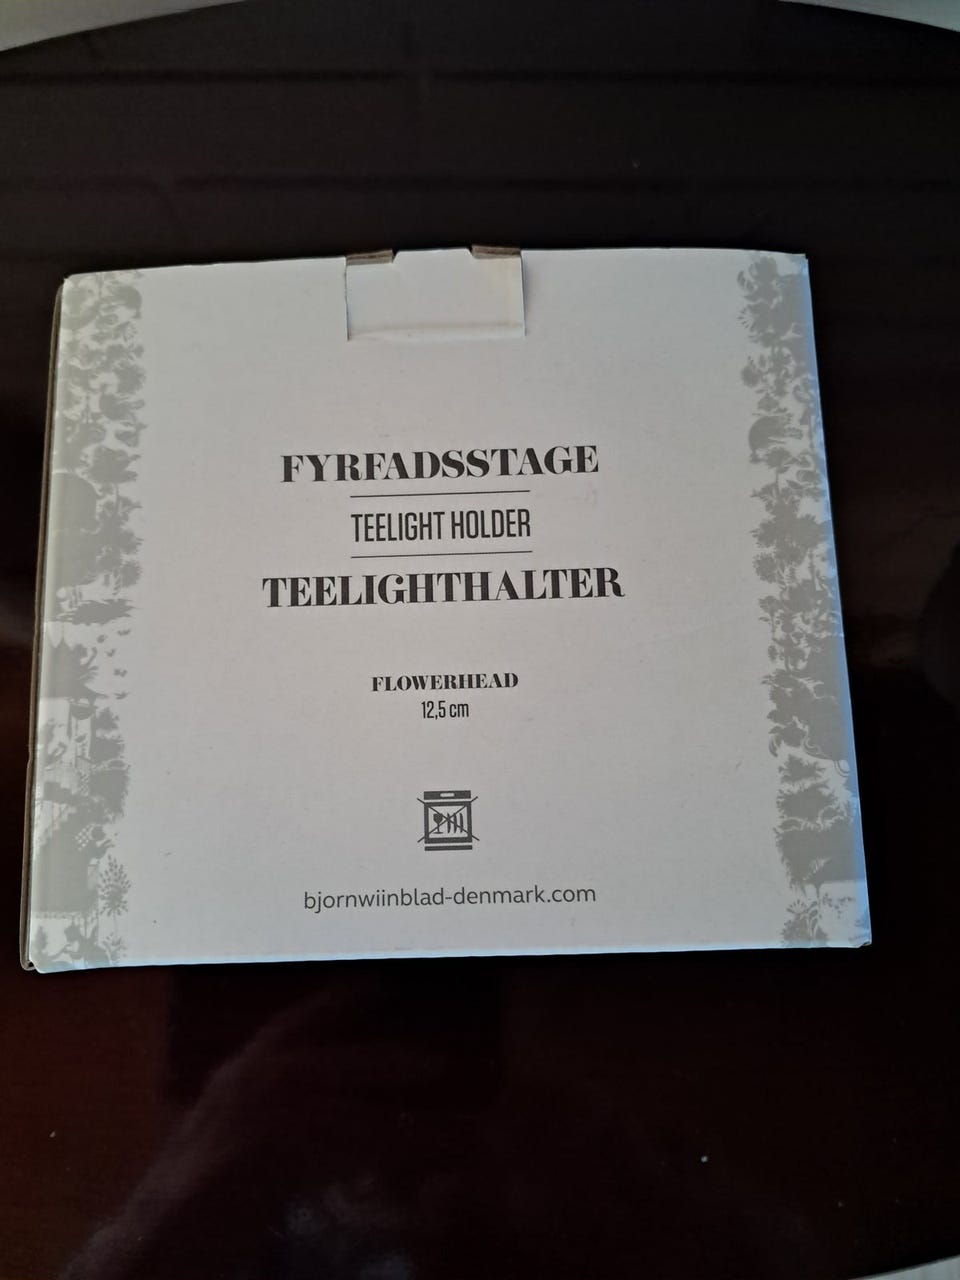 FYRFADSSTAGE
TEELIGHT HOLDER
TEELIGHTHALTER
FLOWERHEAD
12,5 cm
bjornwiinblad-denmark.com